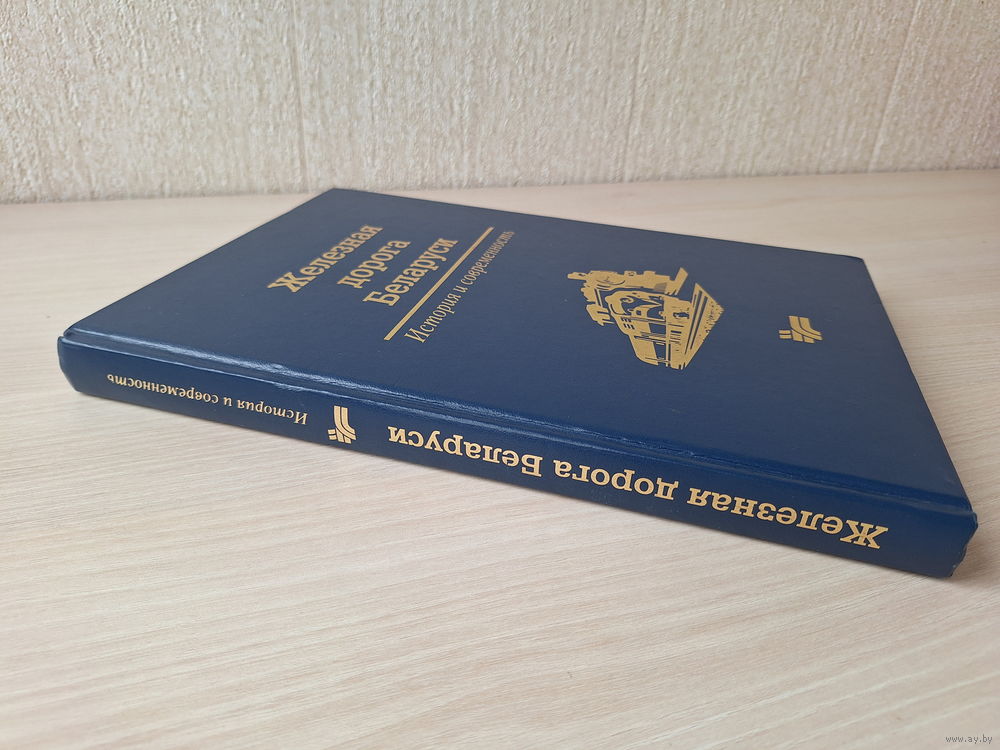 Железная
дорога
Беларуси
История и современность
Железная дорога Беларуси
История и современность
www.ay.by